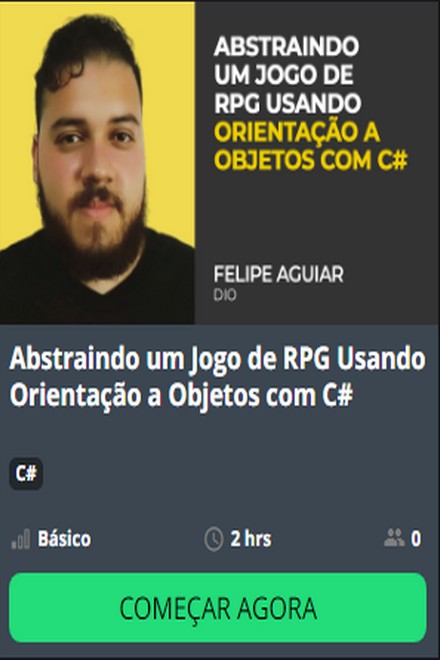 ABSTRAINDO
UM JOGO DE
RPG USANDO
ORIENTAÇÃO A
OBJETOS COM C#
FELIPE AGUIAR
DIO
Abstraindo um Jogo de RPG Usando
Orientação a Objetos com C#
C#
Básico 2 hrs 0
COMEÇAR AGORA